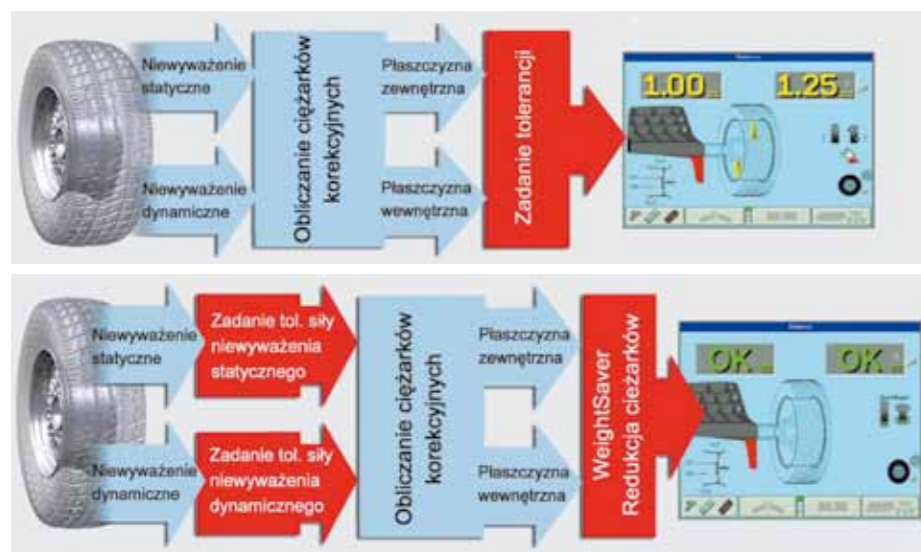 Niewyważenie
statyczne
Niewyważenie
dynamiczne
Obliczanie ciężarków
korekcyjnych
Płaszczyzna
zewnętrzna
Płaszczyzna
wewnętrzna
Zadanie tolerancji
1.00
1.25
Niewyważenie
statyczne
Niewyważenie
dynamiczne
Zadanie tol. siły
niewyważenia
statycznego
Zadanie tol. siły
niewyważenia
dynamicznego
Obliczanie ciężarków
korekcyjnych
Płaszczyzna
zewnętrzna
Płaszczyzna
wewnętrzna
WeightSaver
Redukcja cieżarków
OK
OK